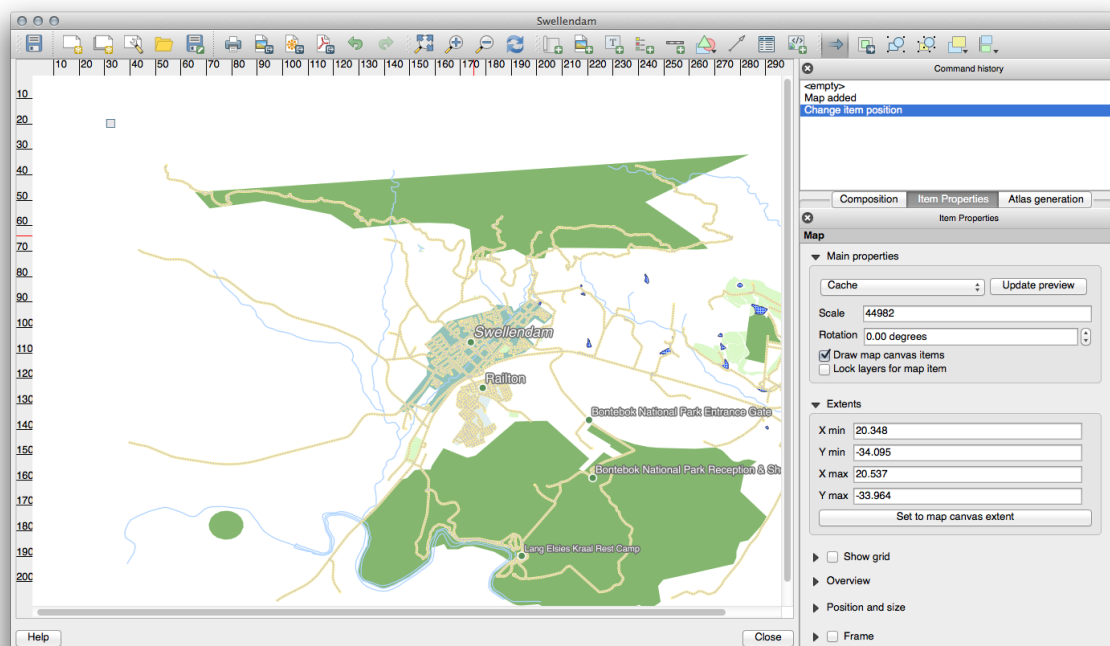 Swellendam
10 20 30 40 50 60 70 80 90 100 110 120 130 140 150 160 170 180 190 200 210 220 230 240 250 260 270 280 290
10
20
30
40
50
60
70
80
90
100
110
120
130
140
150
160
170
180
190
200
Swellendam
Railton
Bontebok National Park Entrance Gate
Bontebok National Park Reception & Sh
Lang Elsies Kraal Rest Camp
Help
Close
Command history
<empty>
Map added
Change item position
Composition Item Properties Atlas generation
Item Properties
Map
Main properties
Cache Update preview
Scale 44982
Rotation 0.00 degrees
Draw map canvas items
Lock layers for map item
Extents
X min 20.348
Y min -34.095
X max 20.537
Y max -33.964
Set to map canvas extent
Show grid
Overview
Position and size
Frame